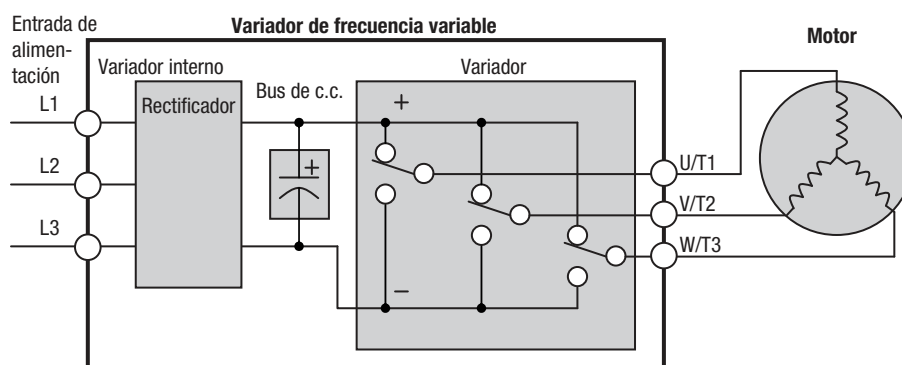 Entrada de
alimen-
tación
Variador de frecuencia variable
Motor
Variador interno
Variador
Rectificador
Bus de c.c.
L1
L2
L3
+
+
–
U/T1
V/T2
W/T3